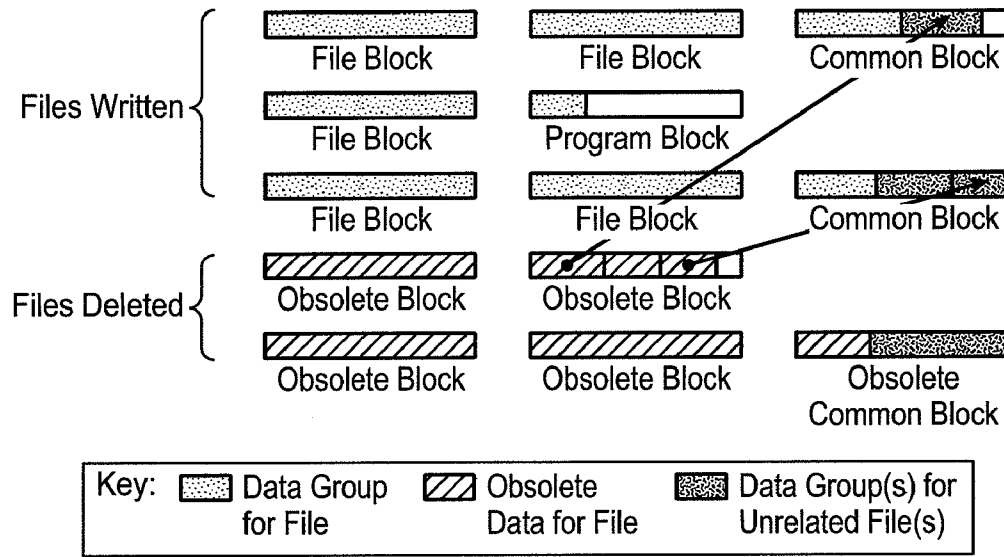 File Block File Block Common Block
Files Written
File Block Program Block
File Block File Block Common Block
Files Deleted
Obsolete Block Obsolete Block
Obsolete Block Obsolete Block Obsolete
Common Block
Key: Data Group Obsolete Data Group(s) for
for File Data for File Unrelated File(s)